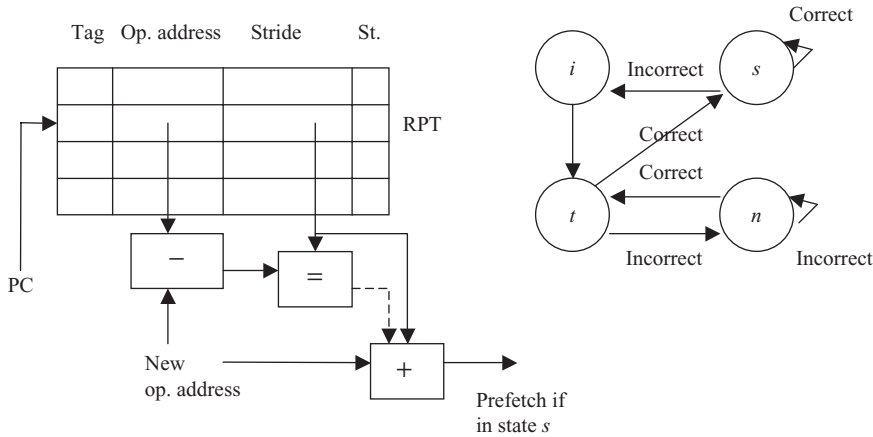 Tag Op. address Stride St.
RPT
PC
−
=
New
op. address
+
Prefetch if
in state s
i
s
Correct
Incorrect
Correct
Correct
t
n
Incorrect
Incorrect